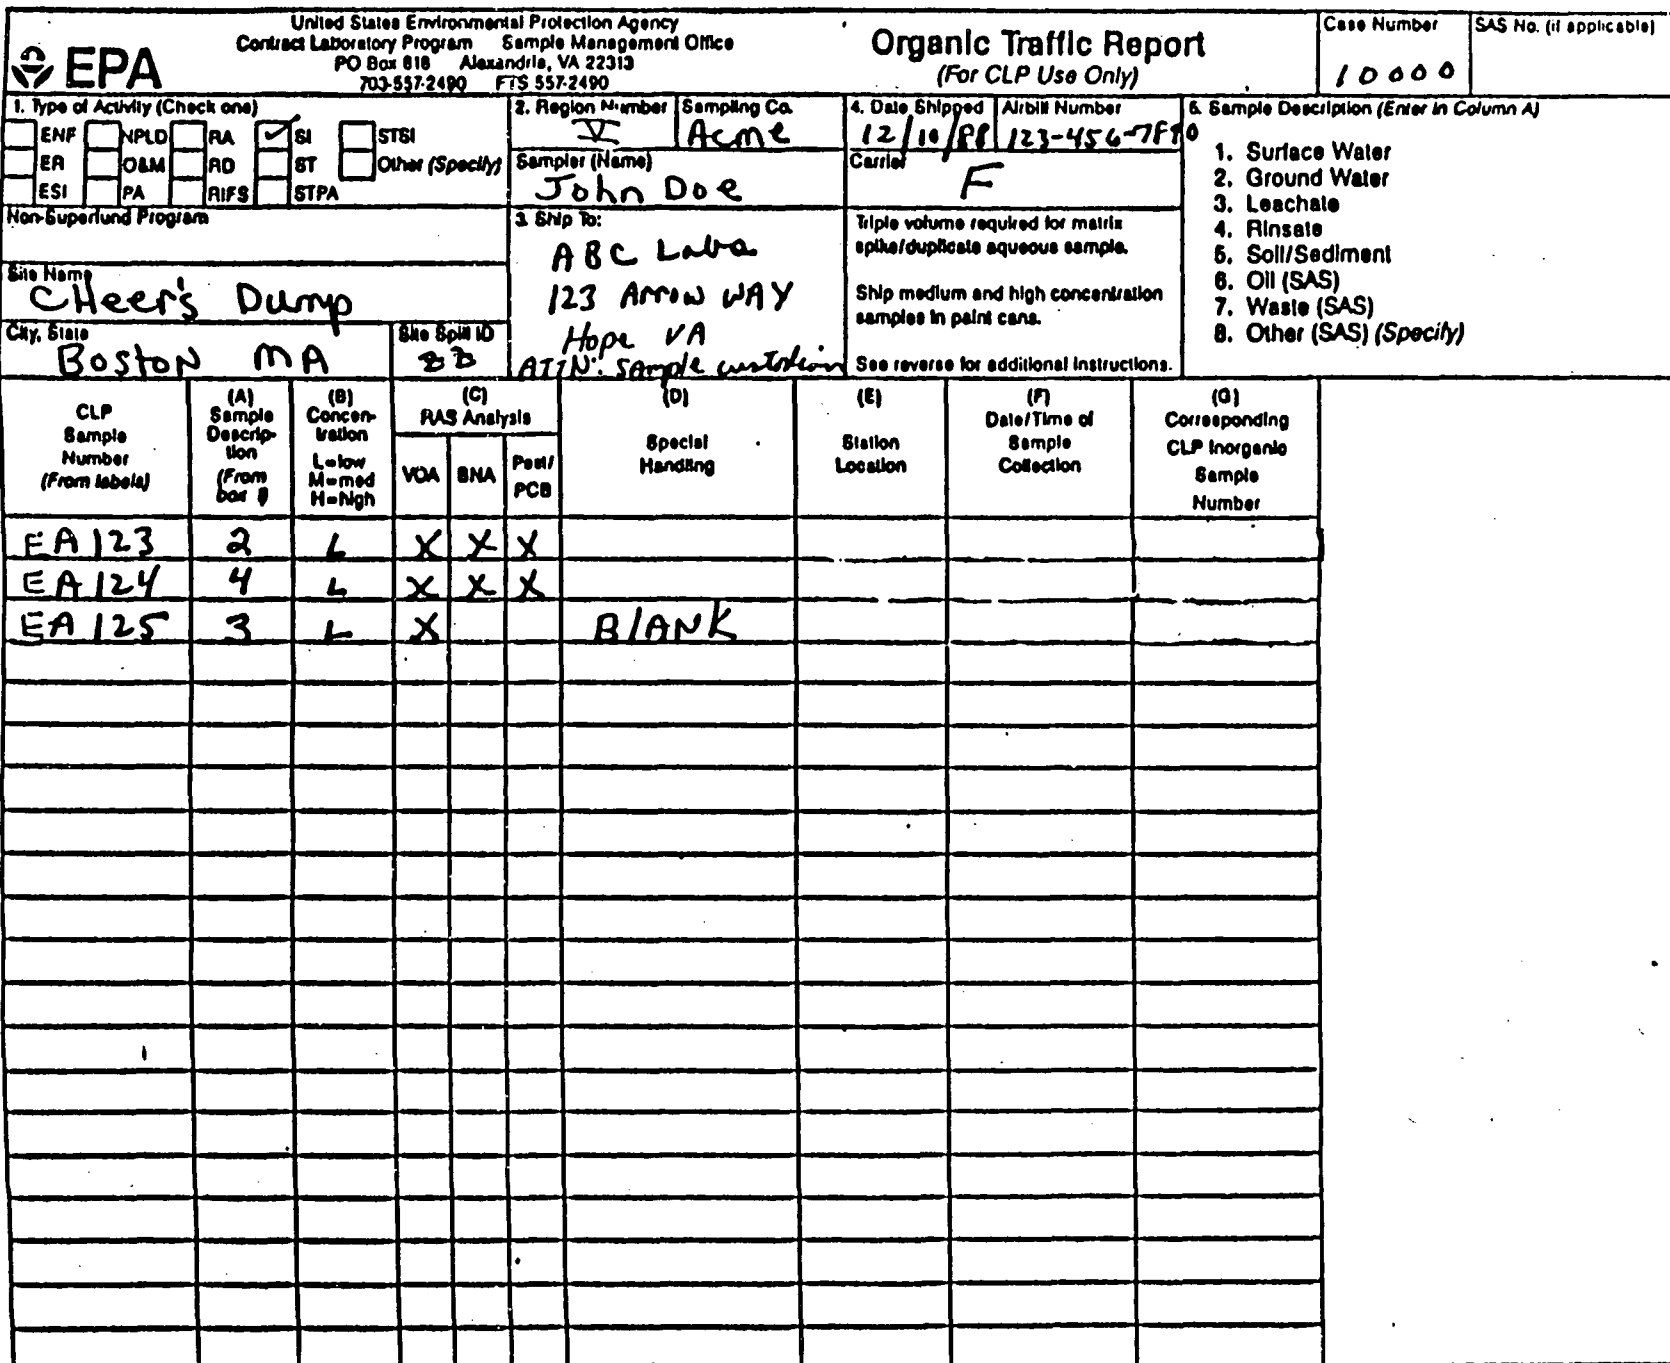 EPA
United States Environmental Protection Agency
Contract Laboratory Program Sample Management Office
PO Box 818 Alexandria, VA 22313
703-557-2490 FTS 557-2490
Organic Traffic Report
(For CLP Use Only)
Case Number
10000
SAS No. (if applicable)
1. Type of Activity (Check one)
ENF NPLD RA ✓ SI STSI
ER O&M RD ST Other (Specify)
ESI PA RIFS STPA
Non-Superfund Program
Site Name
CHeer's Dump
City, State
Boston MA
Site Spill ID
2. Region Number
V
Sampling Co.
Acme
Sampler (Name)
John Doe
3. Ship To:
ABC Labs
123 Arrow WAY
Hope VA
ATTN: Sample custodian
4. Date Shipped
12/10/88
Airbill Number
123-456-7890
Carrier
F
Triple volume required for matrix
spike/duplicate aqueous sample.
Ship medium and high concentration
samples in paint cans.
See reverse for additional instructions.
5. Sample Description (Enter in Column A)
1. Surface Water
2. Ground Water
3. Leachate
4. Rinsate
5. Soil/Sediment
6. Oil (SAS)
7. Waste (SAS)
8. Other (SAS) (Specify)
CLP
Sample
Number
(From labels)
(A)
Sample
Descrip-
tion
(From
box
(B)
Concen-
tration
L=low
M=med
H=high
(C)
RAS Analysis
VOA BNA Pest/
PCB
(D)
Special
Handling
(E)
Station
Location
(F)
Date/Time of
Sample
Collection
(G)
Corresponding
CLP Inorganic
Sample
Number
EA123 2 L X X X
EA124 4 L X X X
EA125 3 L X BlANK